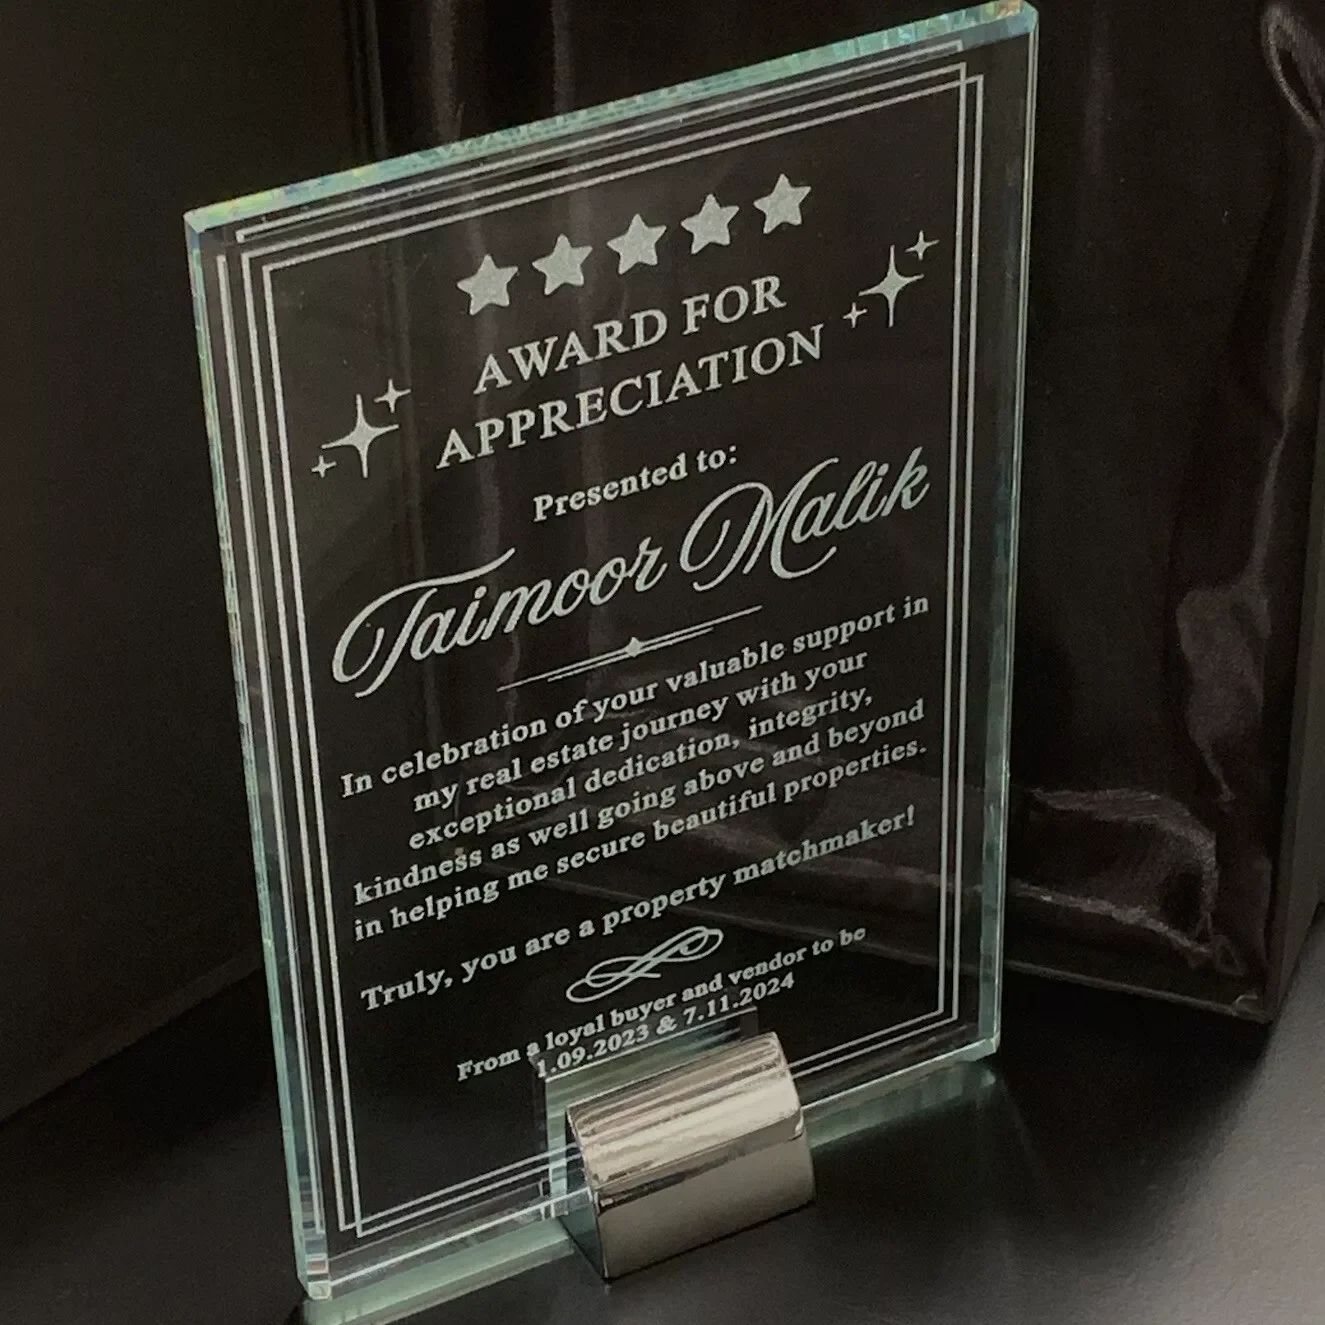 AWARD FOR
APPRECIATION
Presented to:
Taimoor Malik
In celebration of your valuable support in
my real estate journey with your
exceptional dedication, integrity,
kindness as well going above and beyond
in helping me secure beautiful properties.
Truly, you are a property matchmaker!
From a loyal buyer and vendor to be
1.09.2023 & 7.11.2024